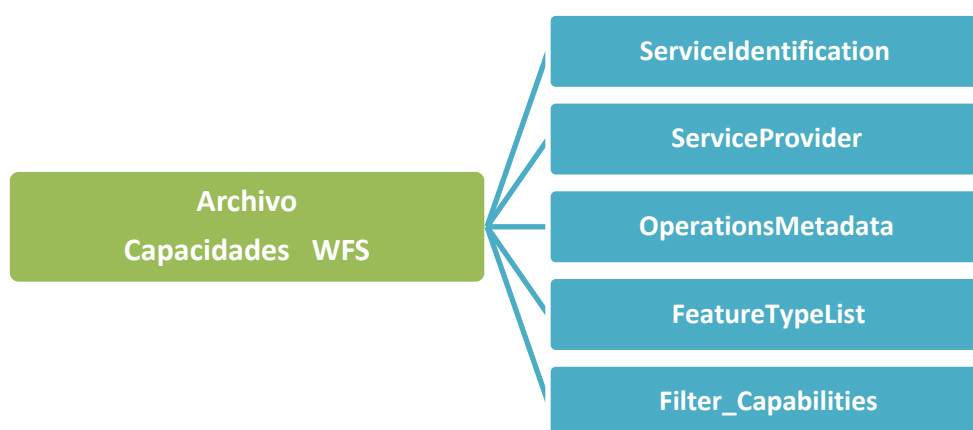 Archivo
Capacidades WFS
ServiceIdentification
ServiceProvider
OperationsMetadata
FeatureTypeList
Filter_Capabilities